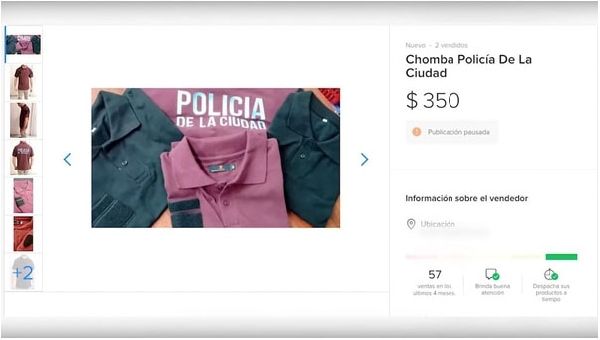 Nuevo - 2 vendidos
Chomba Policía De La
Ciudad
$ 350
Publicación pausada
POLICIA
DE LA CIUDAD
+2
Información sobre el vendedor
Ubicación
57
ventas en los
últimos 4 meses
Brinda buena
atención
Despacha sus
productos a
tiempo